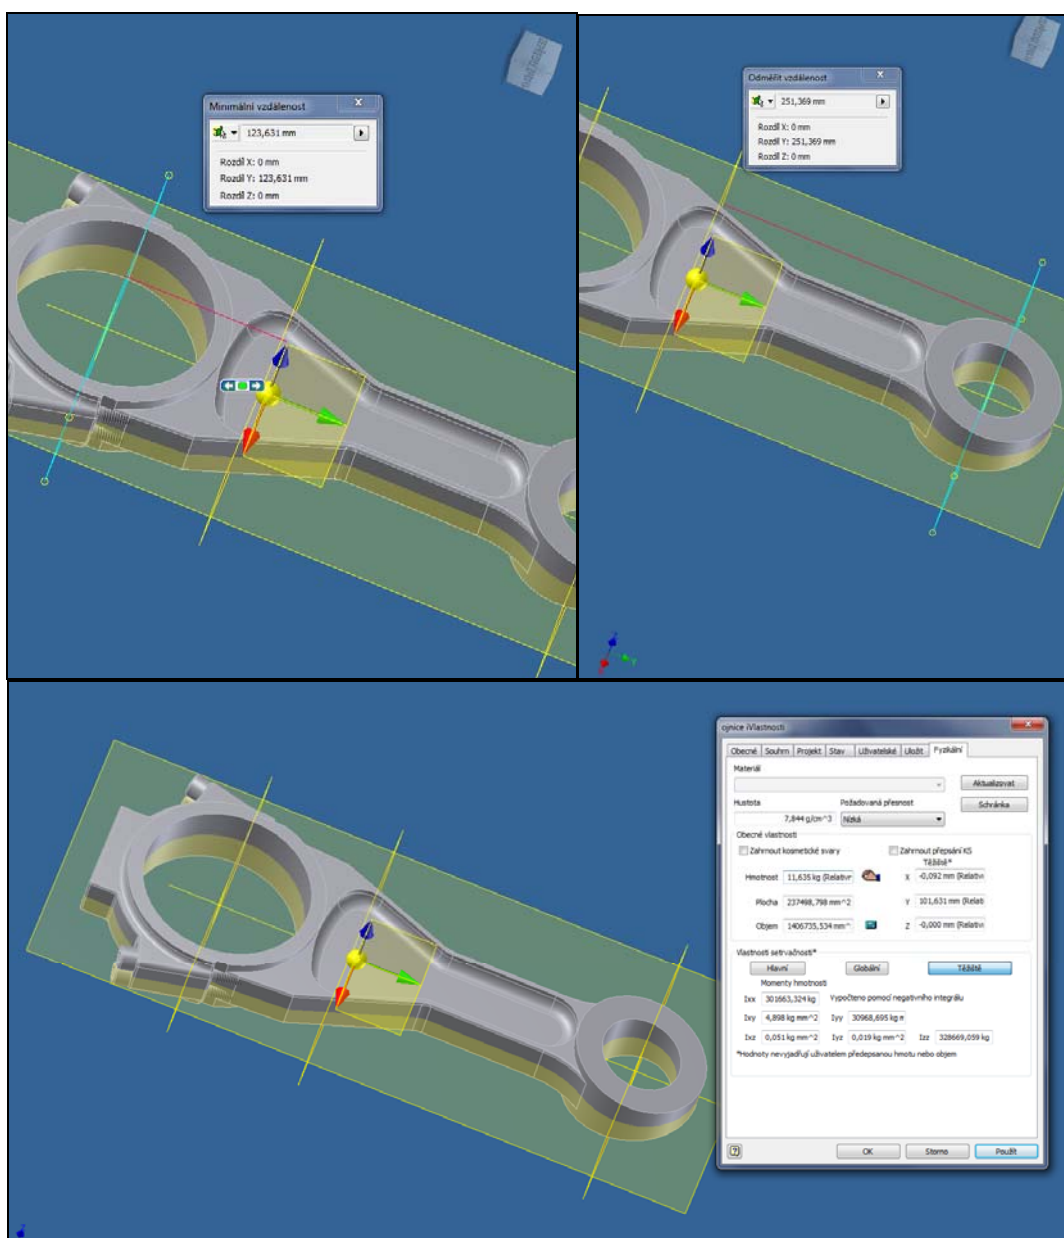 Minimální vzdálenost
123,631 mm
Rozdíl X: 0 mm
Rozdíl Y: 123,631 mm
Rozdíl Z: 0 mm
Odměřit vzdálenost
251,369 mm
Rozdíl X: 0 mm
Rozdíl Y: 251,369 mm
Rozdíl Z: 0 mm
ojnice iVlastnosti
Obecné Souhrn Projekt Stav Uživatelské Uložit Fyzikální
Materiál
Aktualizovat
Hustota Požadovaná přesnost Schránka
7,844 g/cm^3 Nízká
Obecné vlastnosti
Zahrnout kosmetické svary Zahrnout přepsání KS
Těžiště*
Hmotnost 11,635 kg (Relativr X -0,092 mm (Relativr
Plocha 237498,798 mm^2 Y 101,631 mm (Relati
Objem 1406735,534 mm^ Z -0,000 mm (Relativr
Vlastnosti setrvačnosti*
Hlavní Globální Těžiště
Momenty hmotnosti
Ixx 301663,324 kg Vypočteno pomocí negativního integrálu
Ixy 4,898 kg mm^2 Iyy 30968,695 kg m
Ixz 0,051 kg mm^2 Iyz 0,019 kg mm^2 Izz 328669,059 kg
*Hodnoty nevyjadřují uživatelem předepsanou hmotu nebo objem
OK Storno Použít